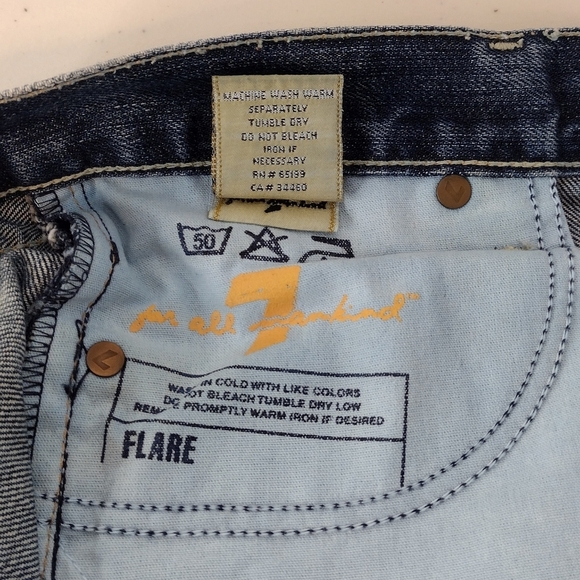 MACHINE WASH WARM
SEPARATELY
TUMBLE DRY
DO NOT BLEACH
IRON IF
NECESSARY
RN# 65199
CA# 34460
50
for all 7 mankind™
IN COLD WITH LIKE COLORS
BLEACH TUMBLE DRY LOW
PROMPTLY WARM IRON IF DESIRED
FLARE